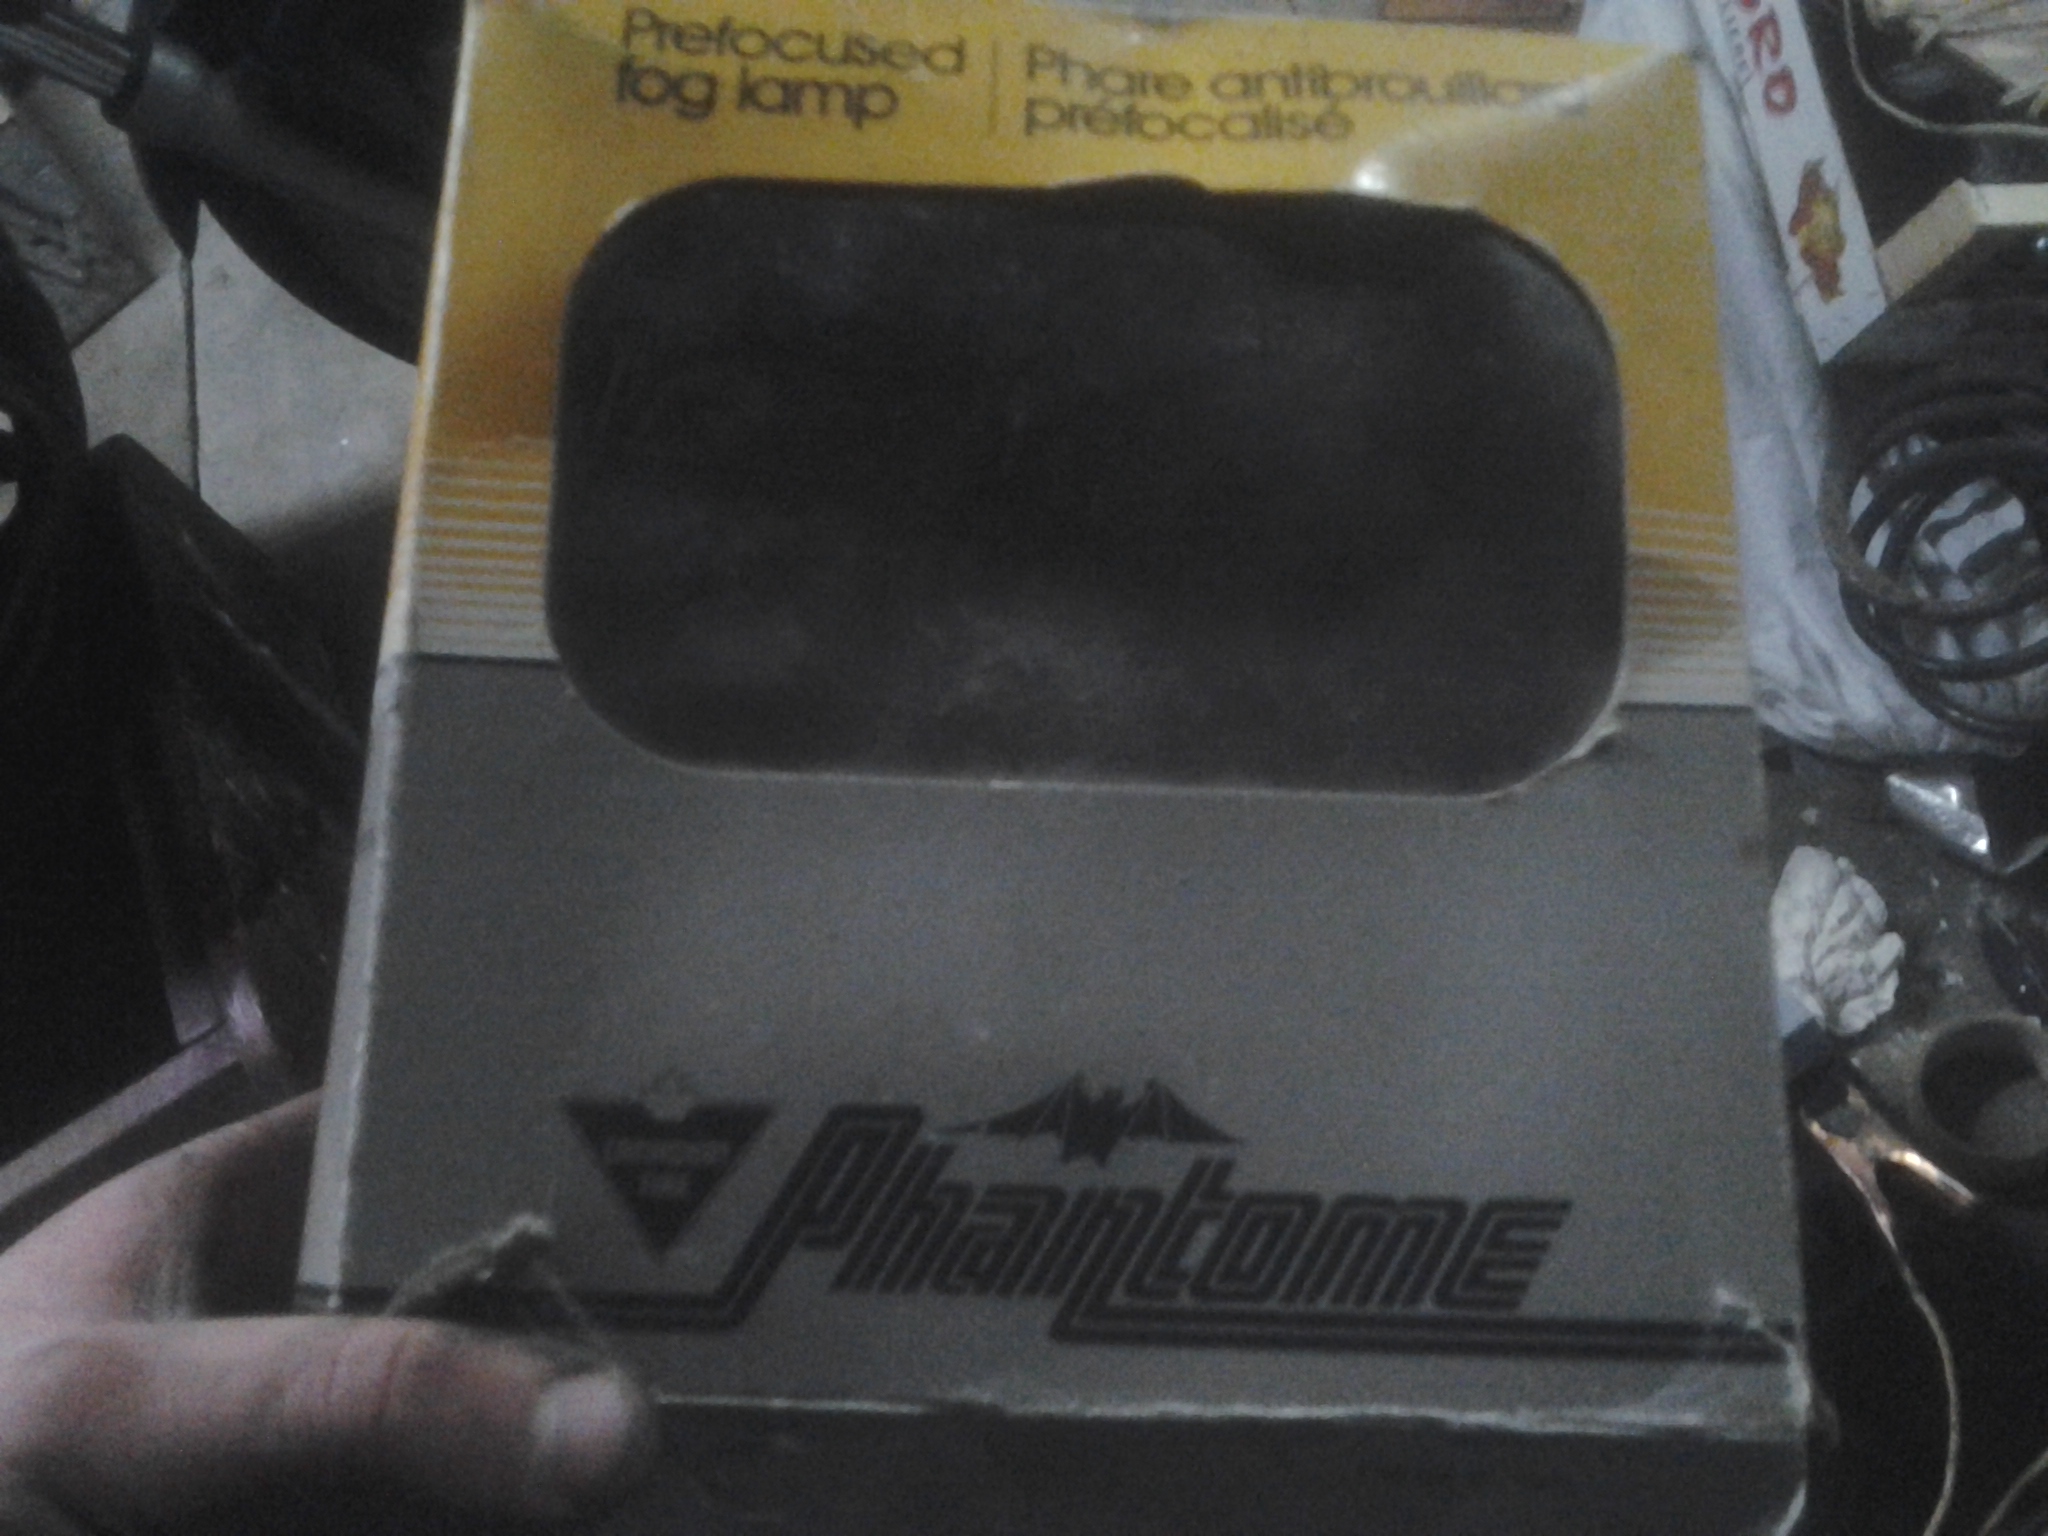 Prefocused
fog lamp
Phare antibrouillard
préfocalisé
Phantome